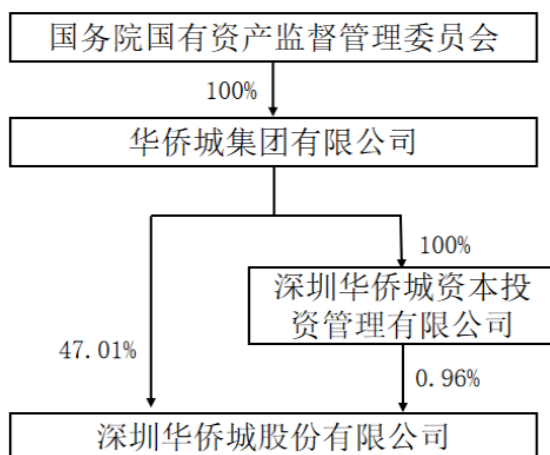 国务院国有资产监督管理委员会
100%
华侨城集团有限公司
100%
深圳华侨城资本投
资管理有限公司
47.01%
0.96%
深圳华侨城股份有限公司